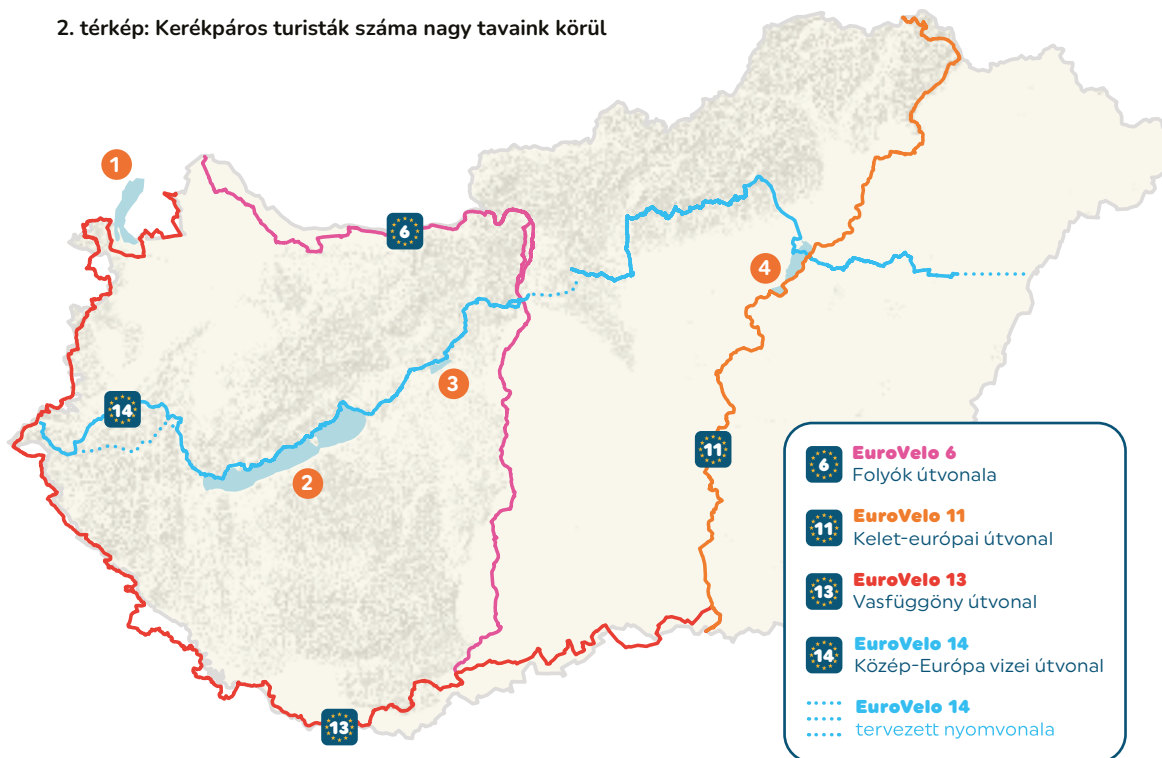 2. térkép: Kerékpáros turisták száma nagy tavaink körül
1
6
4
3
14
2
11
13
6 EuroVelo 6
Folyók útvonala
11 EuroVelo 11
Kelet-európai útvonal
13 EuroVelo 13
Vasfüggöny útvonal
14 EuroVelo 14
Közép-Európa vizei útvonal
EuroVelo 14
tervezett nyomvonala